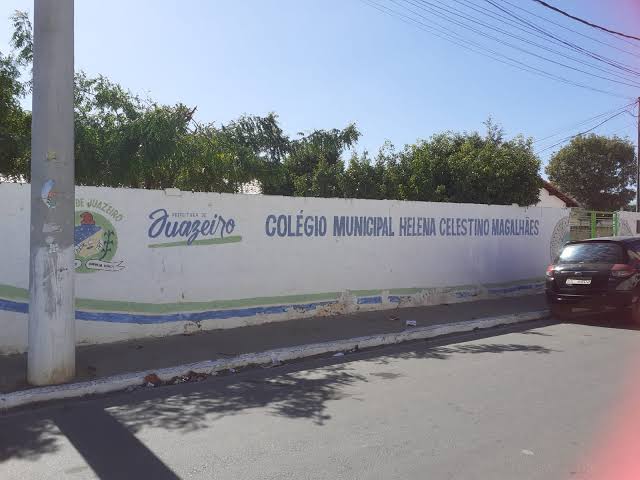 DE JUAZEIRO
PREFEITURA DE
Juazeiro
COLÉGIO MUNICIPAL HELENA CELESTINO MAGALHÃES